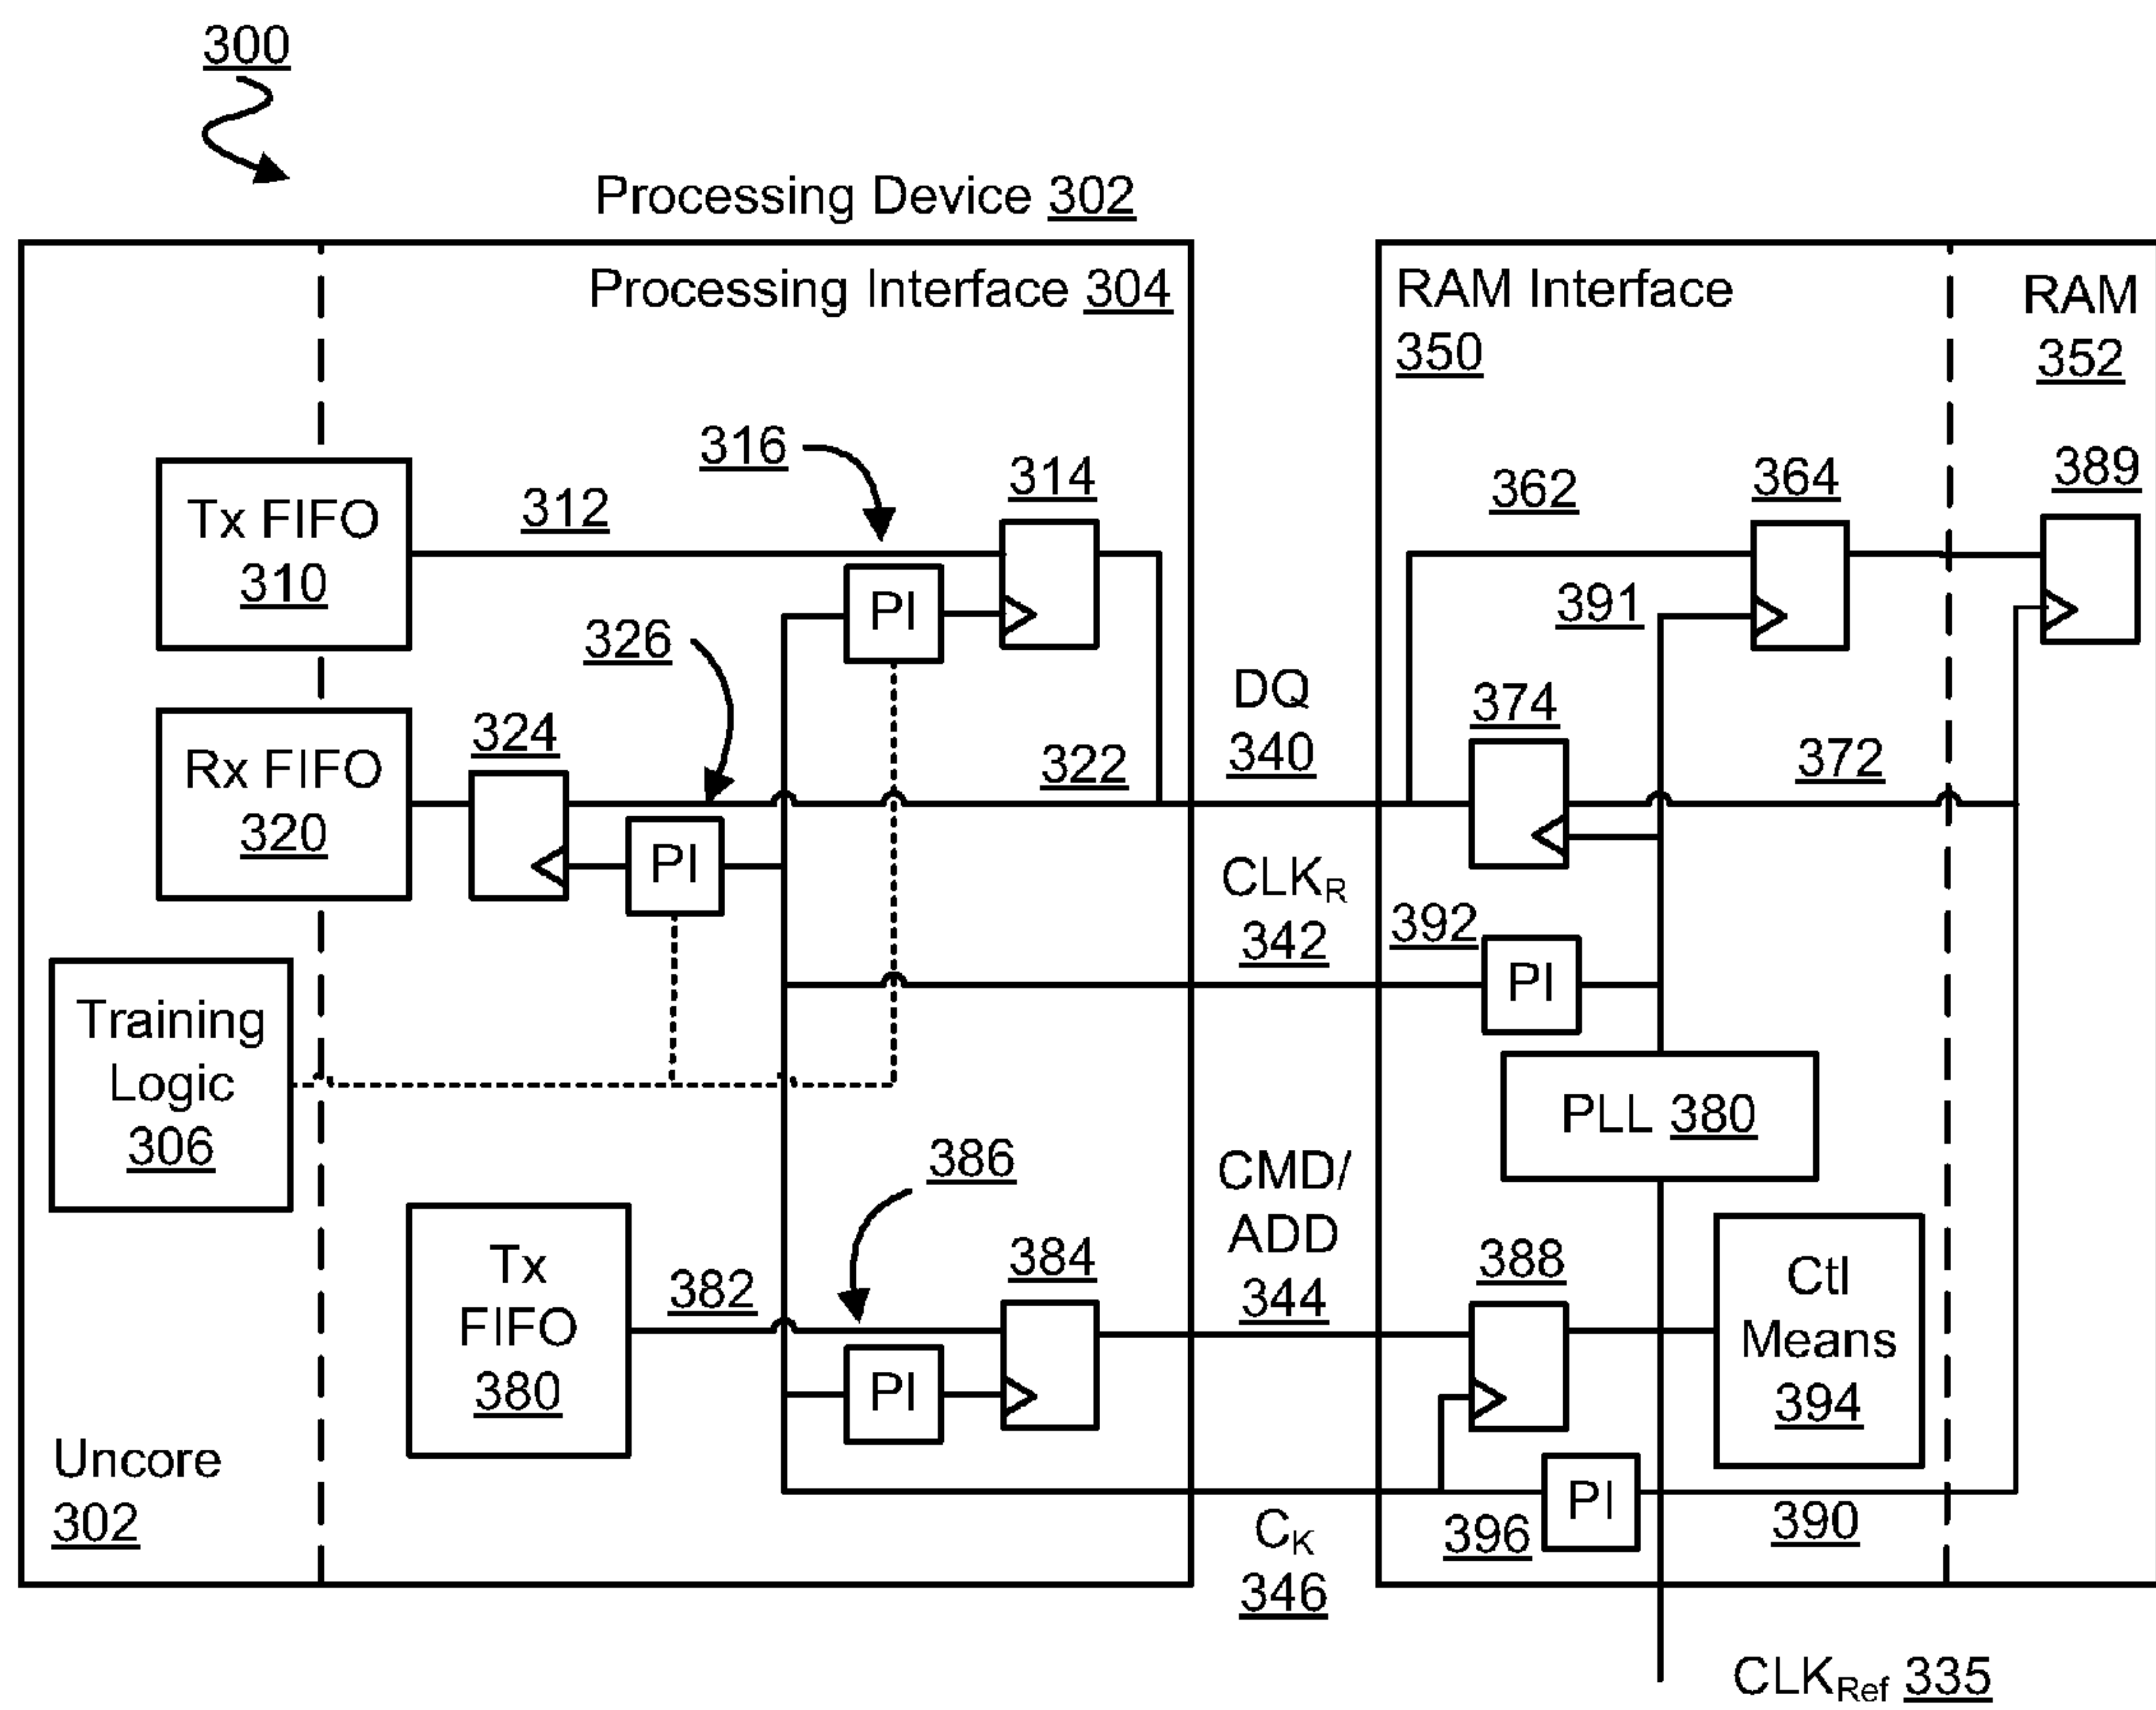 300
Processing Device 302
Processing Interface 304
RAM Interface
350
RAM
352
Tx FIFO
310
312
316
314
362
364
389
391
Rx FIFO
320
324
326
322
DQ
340
374
372
CLKR
342
392
PI
PI
PI
Training
Logic
306
PLL 380
Tx
FIFO
380
382
386
384
PI
CMD/
ADD
344
388
Ctl
Means
394
Uncore
302
CK
346
396
PI
390
CLKRef 335